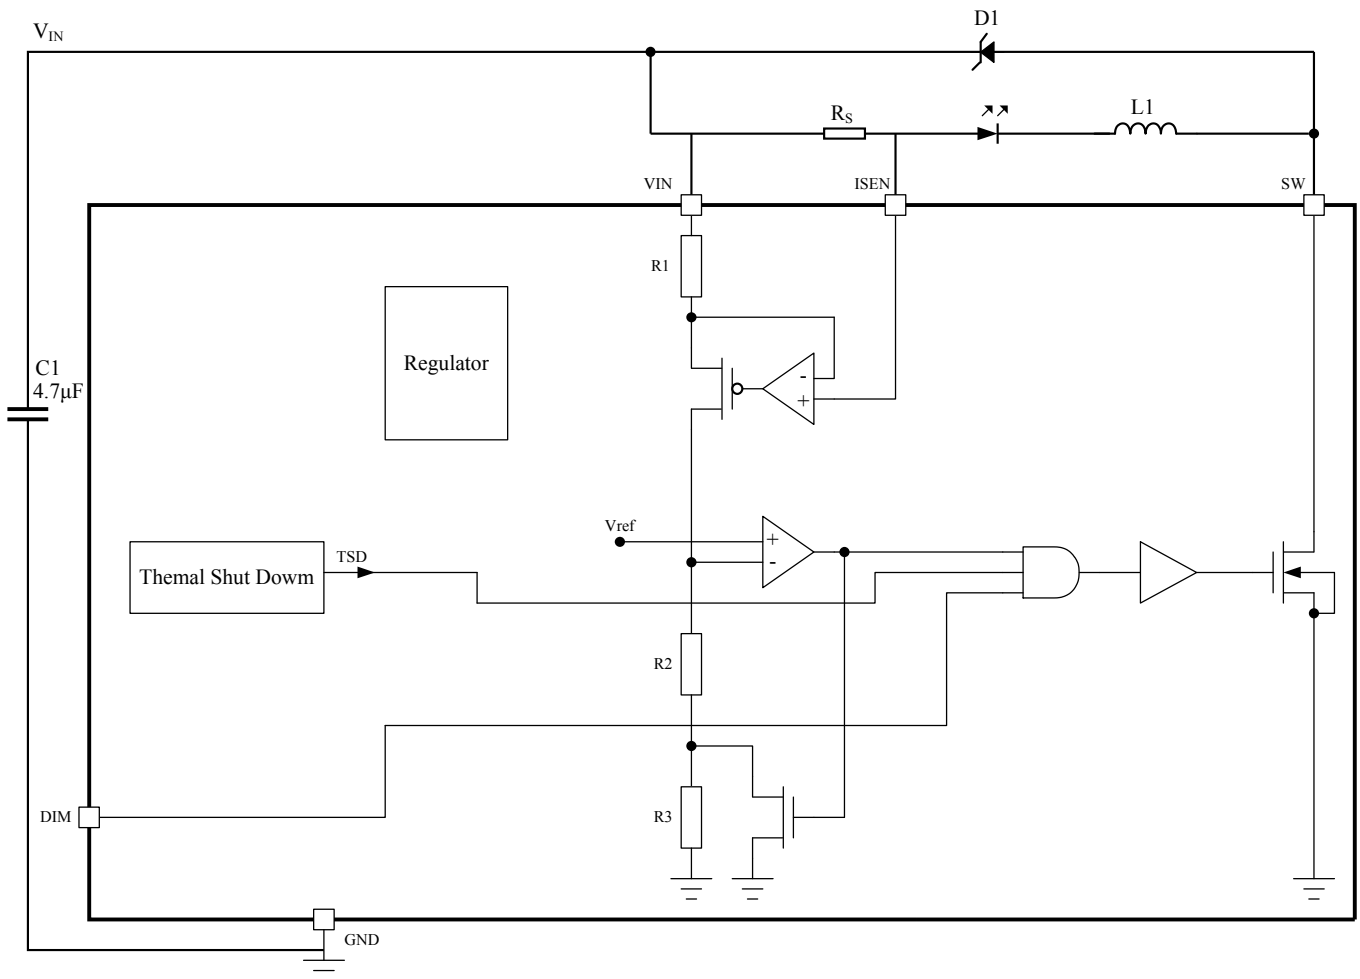 D1
VIN
RS
L1
VIN
ISEN
SW
R1
Regulator
C1
4.7μF
-
+
Vref
+
-
TSD
Themal Shut Dowm
R2
R3
DIM
GND